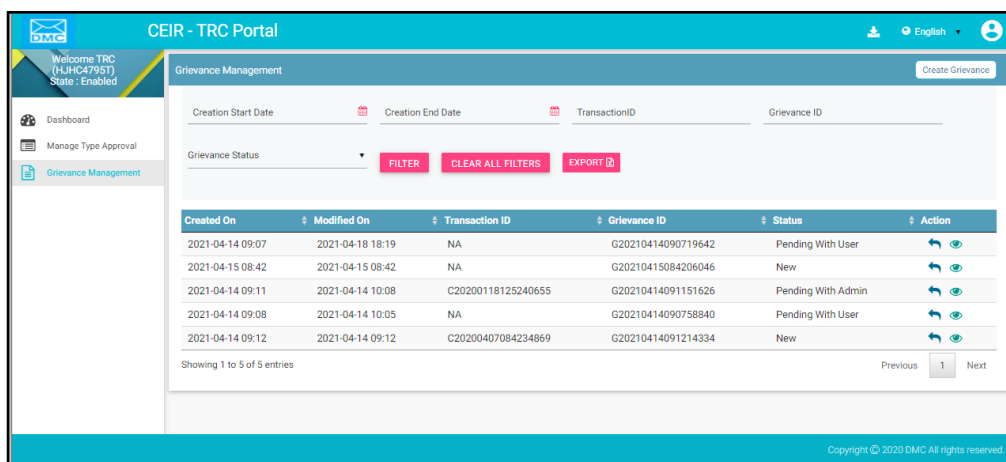 DMC
CEIR - TRC Portal
English
Welcome TRC
(HJHC4795T)
State : Enabled
Grievance Management
Create Grievance
Dashboard
Manage Type Approval
Grievance Management
Creation Start Date
Creation End Date
TransactionID
Grievance ID
Grievance Status
FILTER
CLEAR ALL FILTERS
EXPORT
Created On Modified On Transaction ID Grievance ID Status Action
2021-04-14 09:07 2021-04-18 18:19 NA G20210414090719642 Pending With User
2021-04-15 08:42 2021-04-15 08:42 NA G20210415084206046 New
2021-04-14 09:11 2021-04-14 10:08 C20200118125240655 G20210414091151626 Pending With Admin
2021-04-14 09:08 2021-04-14 10:05 NA G20210414090758840 Pending With User
2021-04-14 09:12 2021-04-14 09:12 C20200407084234869 G20210414091214334 New
Showing 1 to 5 of 5 entries
Previous 1 Next
Copyright © 2020 DMC All rights reserved.